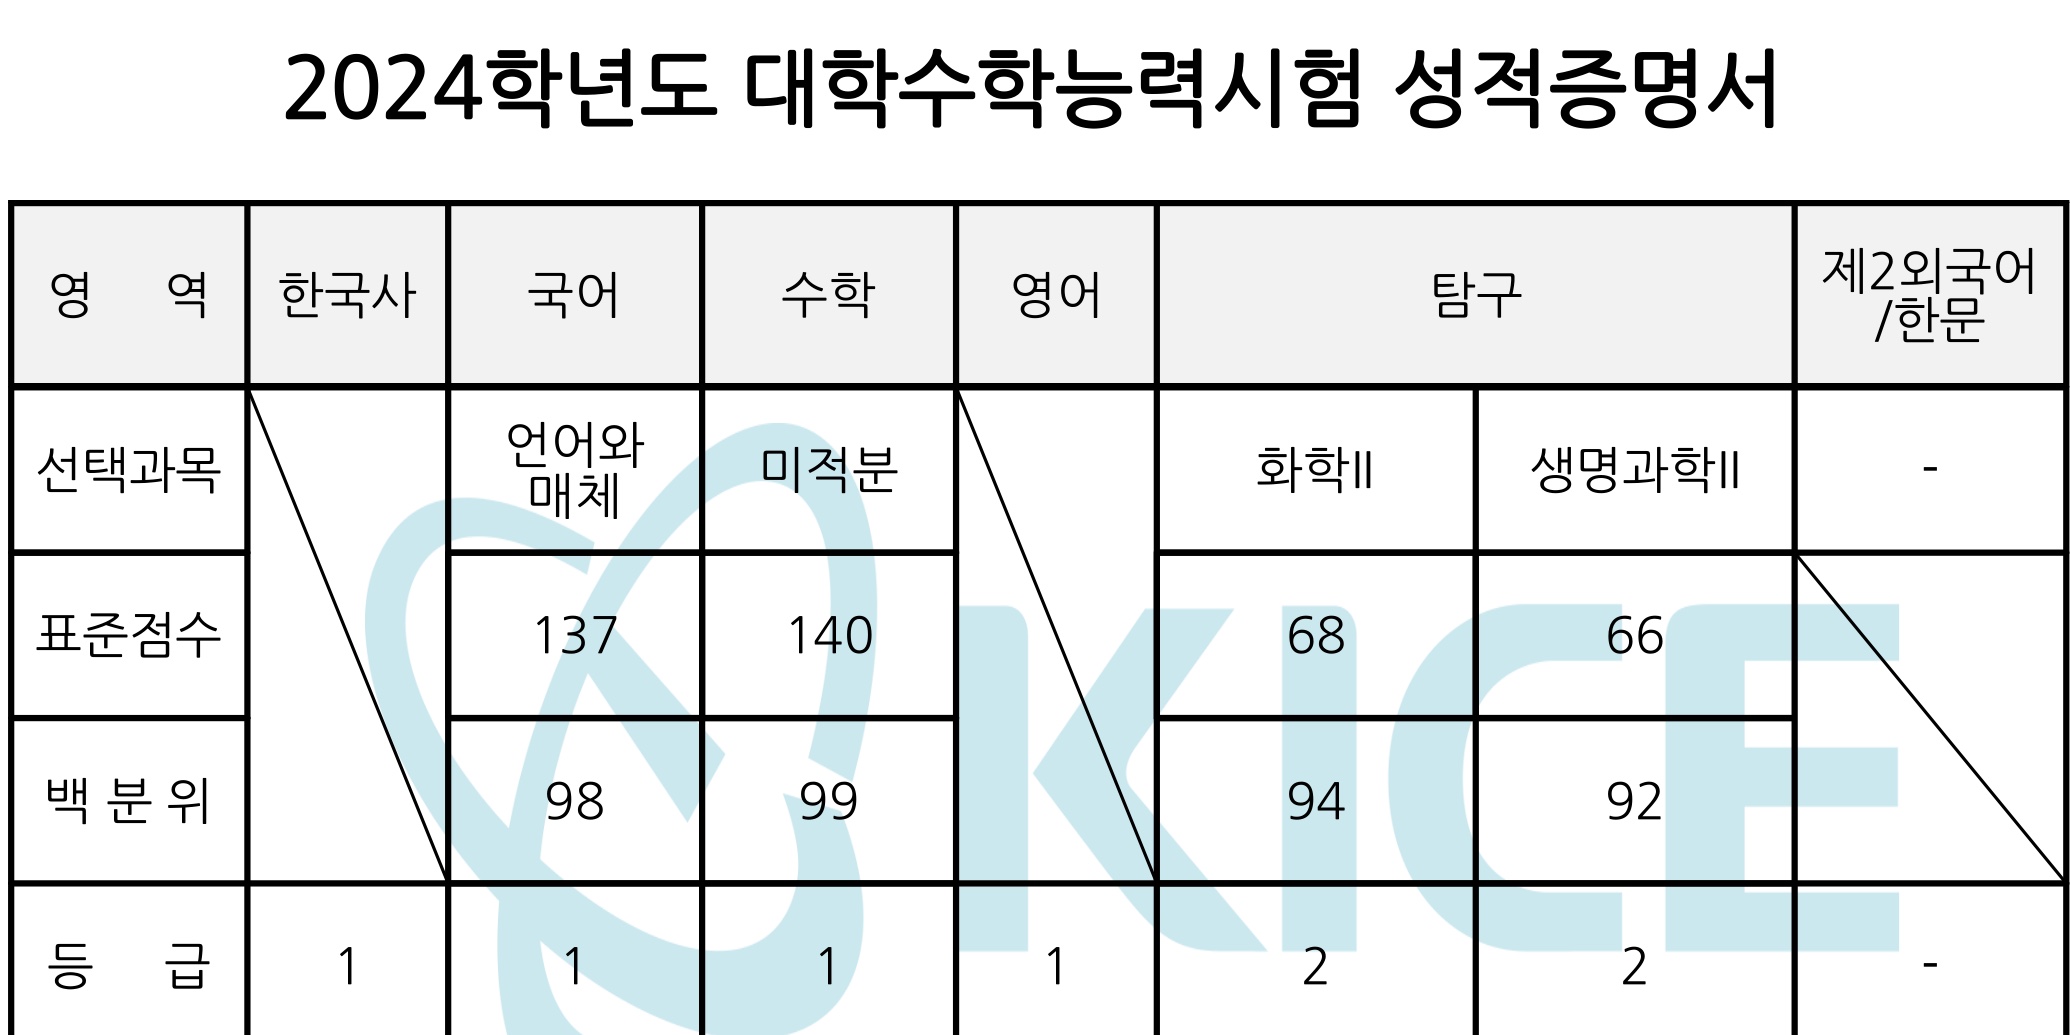 2024학년도 대학수학능력시험 성적증명서
영 역 한국사 국어 수학 영어 탐구 제2외국어
/한문
선택과목 언어와
매체 미적분 화학II 생명과학II -
표준점수 137 140 68 66
백 분 위 98 99 94 92
등 급 1 1 1 1 2 2 -
KICE